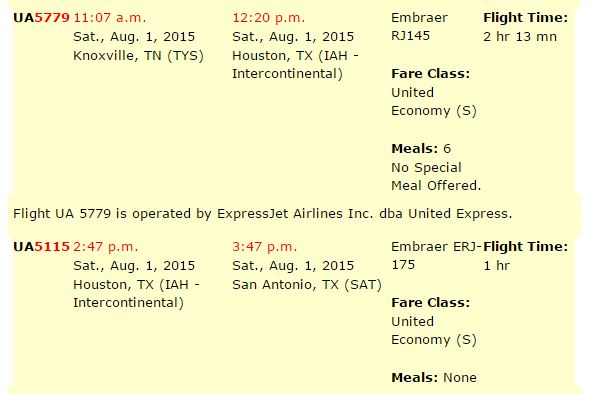 UA5779 11:07 a.m. 12:20 p.m. Embraer Flight Time:
Sat., Aug. 1, 2015 Sat., Aug. 1, 2015 RJ145 2 hr 13 mn
Knoxville, TN (TYS) Houston, TX (IAH -
Intercontinental) Fare Class:
United
Economy (S)
Meals: 6
No Special
Meal Offered.
Flight UA 5779 is operated by ExpressJet Airlines Inc. dba United Express.
UA5115 2:47 p.m. 3:47 p.m. Embraer ERJ- Flight Time:
Sat., Aug. 1, 2015 Sat., Aug. 1, 2015 175 1 hr
Houston, TX (IAH - San Antonio, TX (SAT)
Intercontinental) Fare Class:
United
Economy (S)
Meals: None